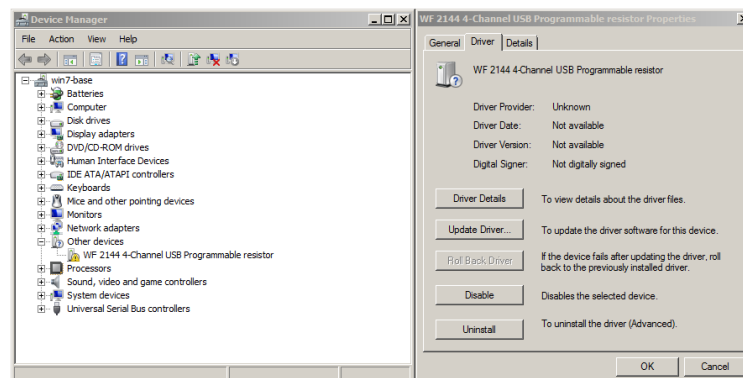 Device Manager
File Action View Help
win7-base
Batteries
Computer
Disk drives
Display adapters
DVD/CD-ROM drives
Human Interface Devices
IDE ATA/ATAPI controllers
Keyboards
Mice and other pointing devices
Monitors
Network adapters
Other devices
WF 2144 4-Channel USB Programmable resistor
Processors
Sound, video and game controllers
System devices
Universal Serial Bus controllers
WF 2144 4-Channel USB Programmable resistor Properties
General Driver Details
WF 2144 4-Channel USB Programmable resistor
Driver Provider: Unknown
Driver Date: Not available
Driver Version: Not available
Digital Signer: Not digitally signed
Driver Details To view details about the driver files.
Update Driver... To update the driver software for this device.
Roll Back Driver If the device fails after updating the driver, roll
back to the previously installed driver.
Disable Disables the selected device.
Uninstall To uninstall the driver (Advanced).
OK Cancel